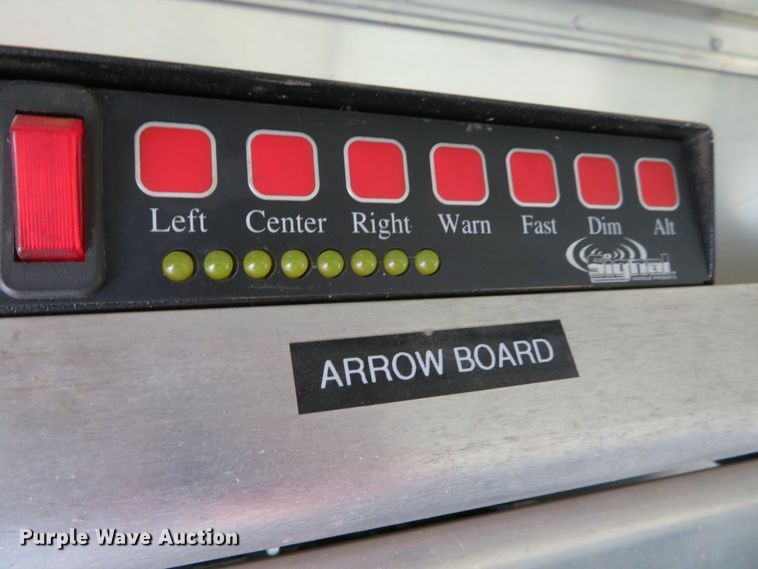 Left Center Right Warn Fast Dim Alt
Signal
ARROW BOARD
Purple Wave Auction